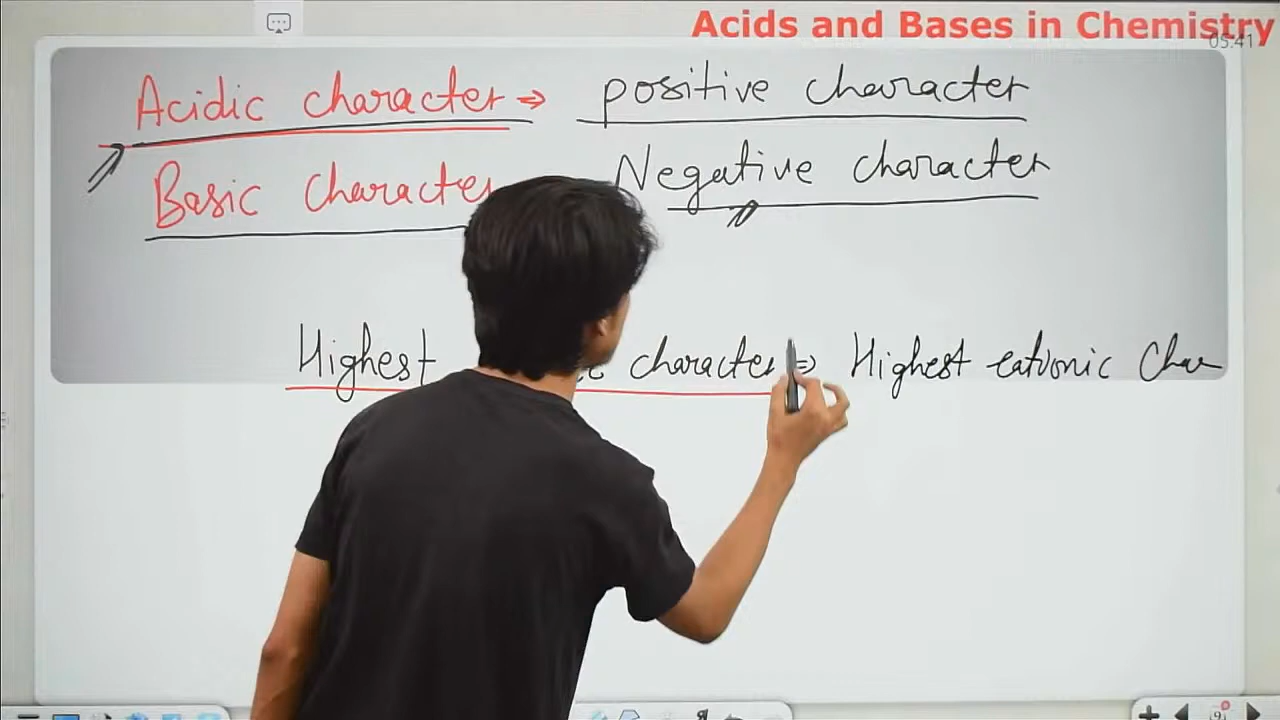 Acids and Bases in Chemistry
05:41
Acidic character ⇒ positive character
Basic Character Negative character
Highest character ⇒ Highest cationic Char